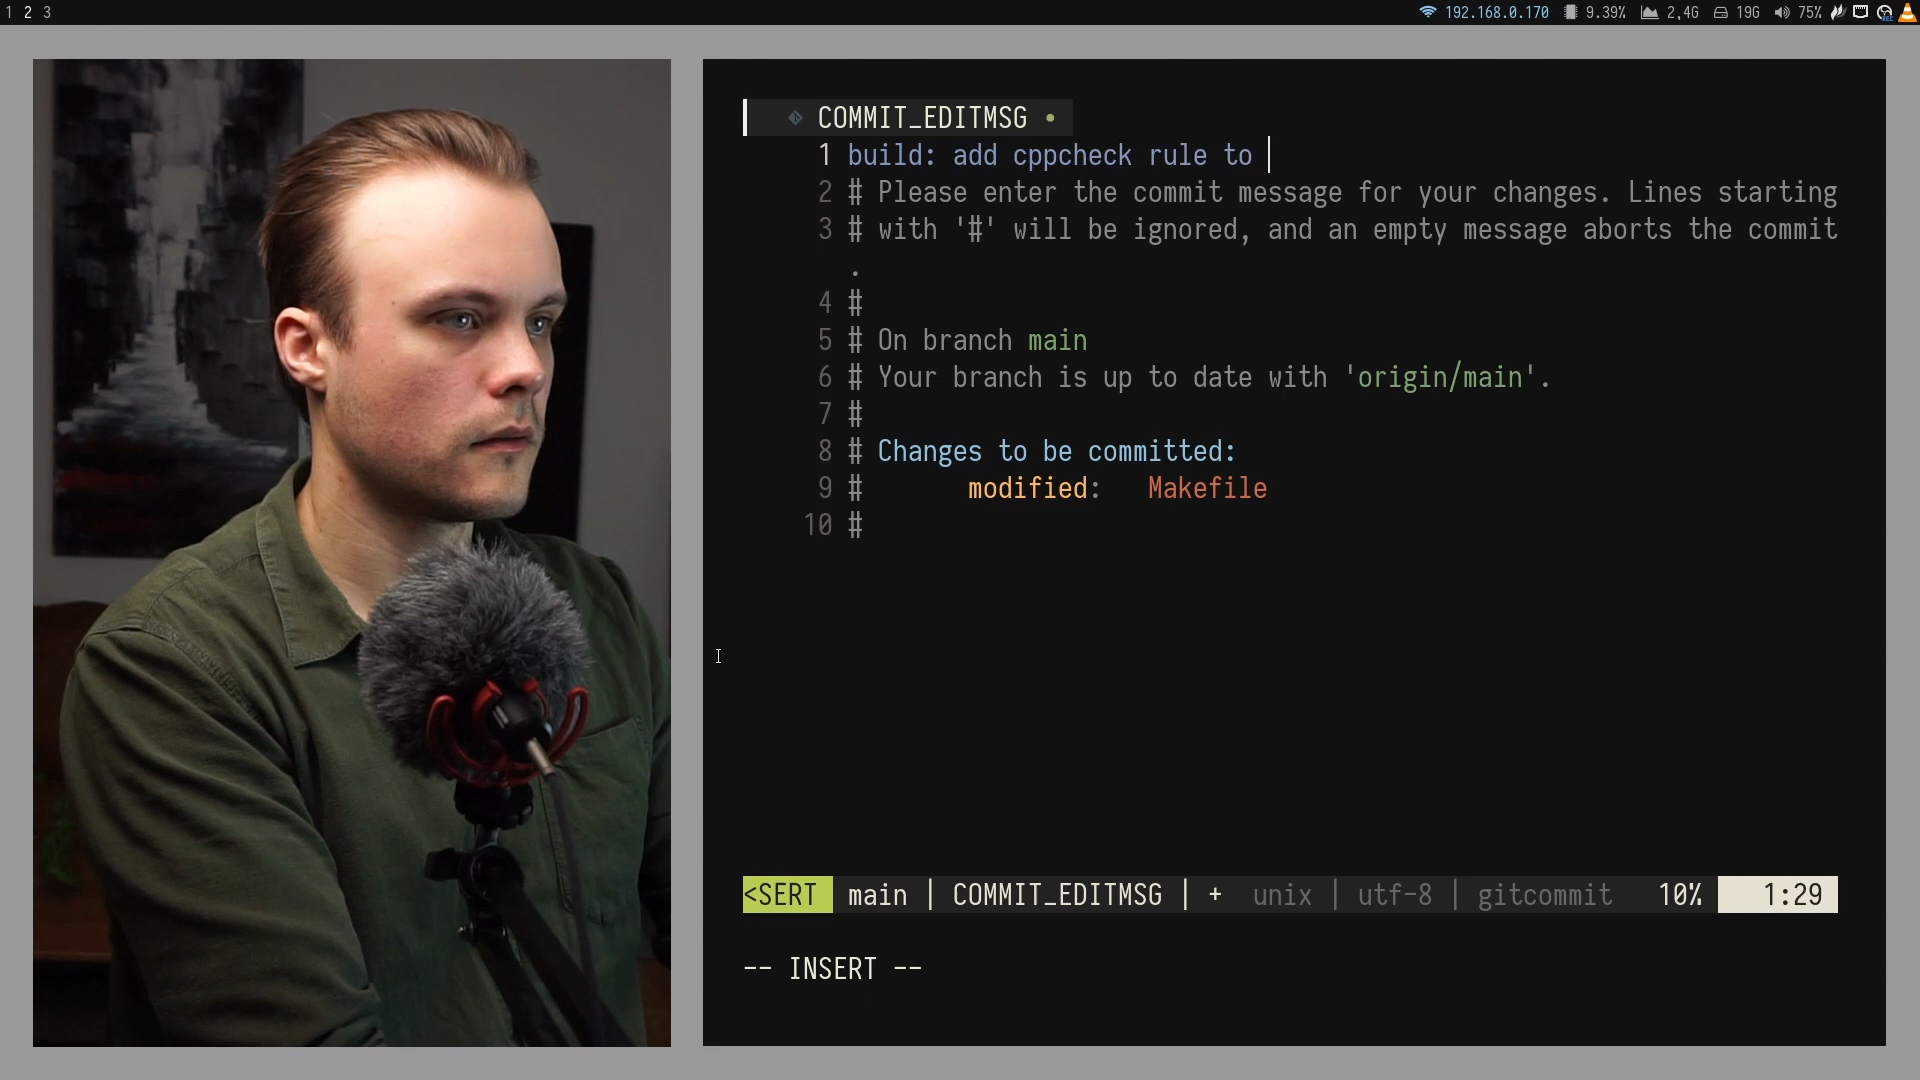 1 2 3 192.168.0.170 9.39% 2,4G 19G 75%
COMMIT_EDITMSG •
1 build: add cppcheck rule to
2 # Please enter the commit message for your changes. Lines starting
3 # with '#' will be ignored, and an empty message aborts the commit
.
4 #
5 # On branch main
6 # Your branch is up to date with 'origin/main'.
7 #
8 # Changes to be committed:
9 # modified: Makefile
10 #
<SERT main | COMMIT_EDITMSG | + unix | utf-8 | gitcommit 10% 1:29
-- INSERT --